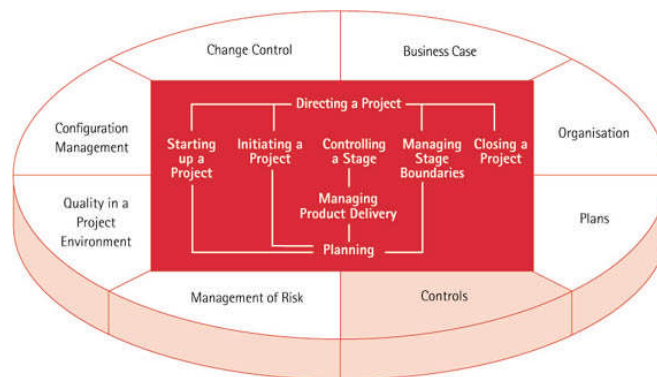 Change Control
Business Case
Configuration
Management
Organisation
Quality in a
Project
Environment
Plans
Management of Risk
Controls
Directing a Project
Starting
up a
Project
Initiating a
Project
Controlling
a Stage
Managing
Stage
Boundaries
Closing a
Project
Managing
Product Delivery
Planning